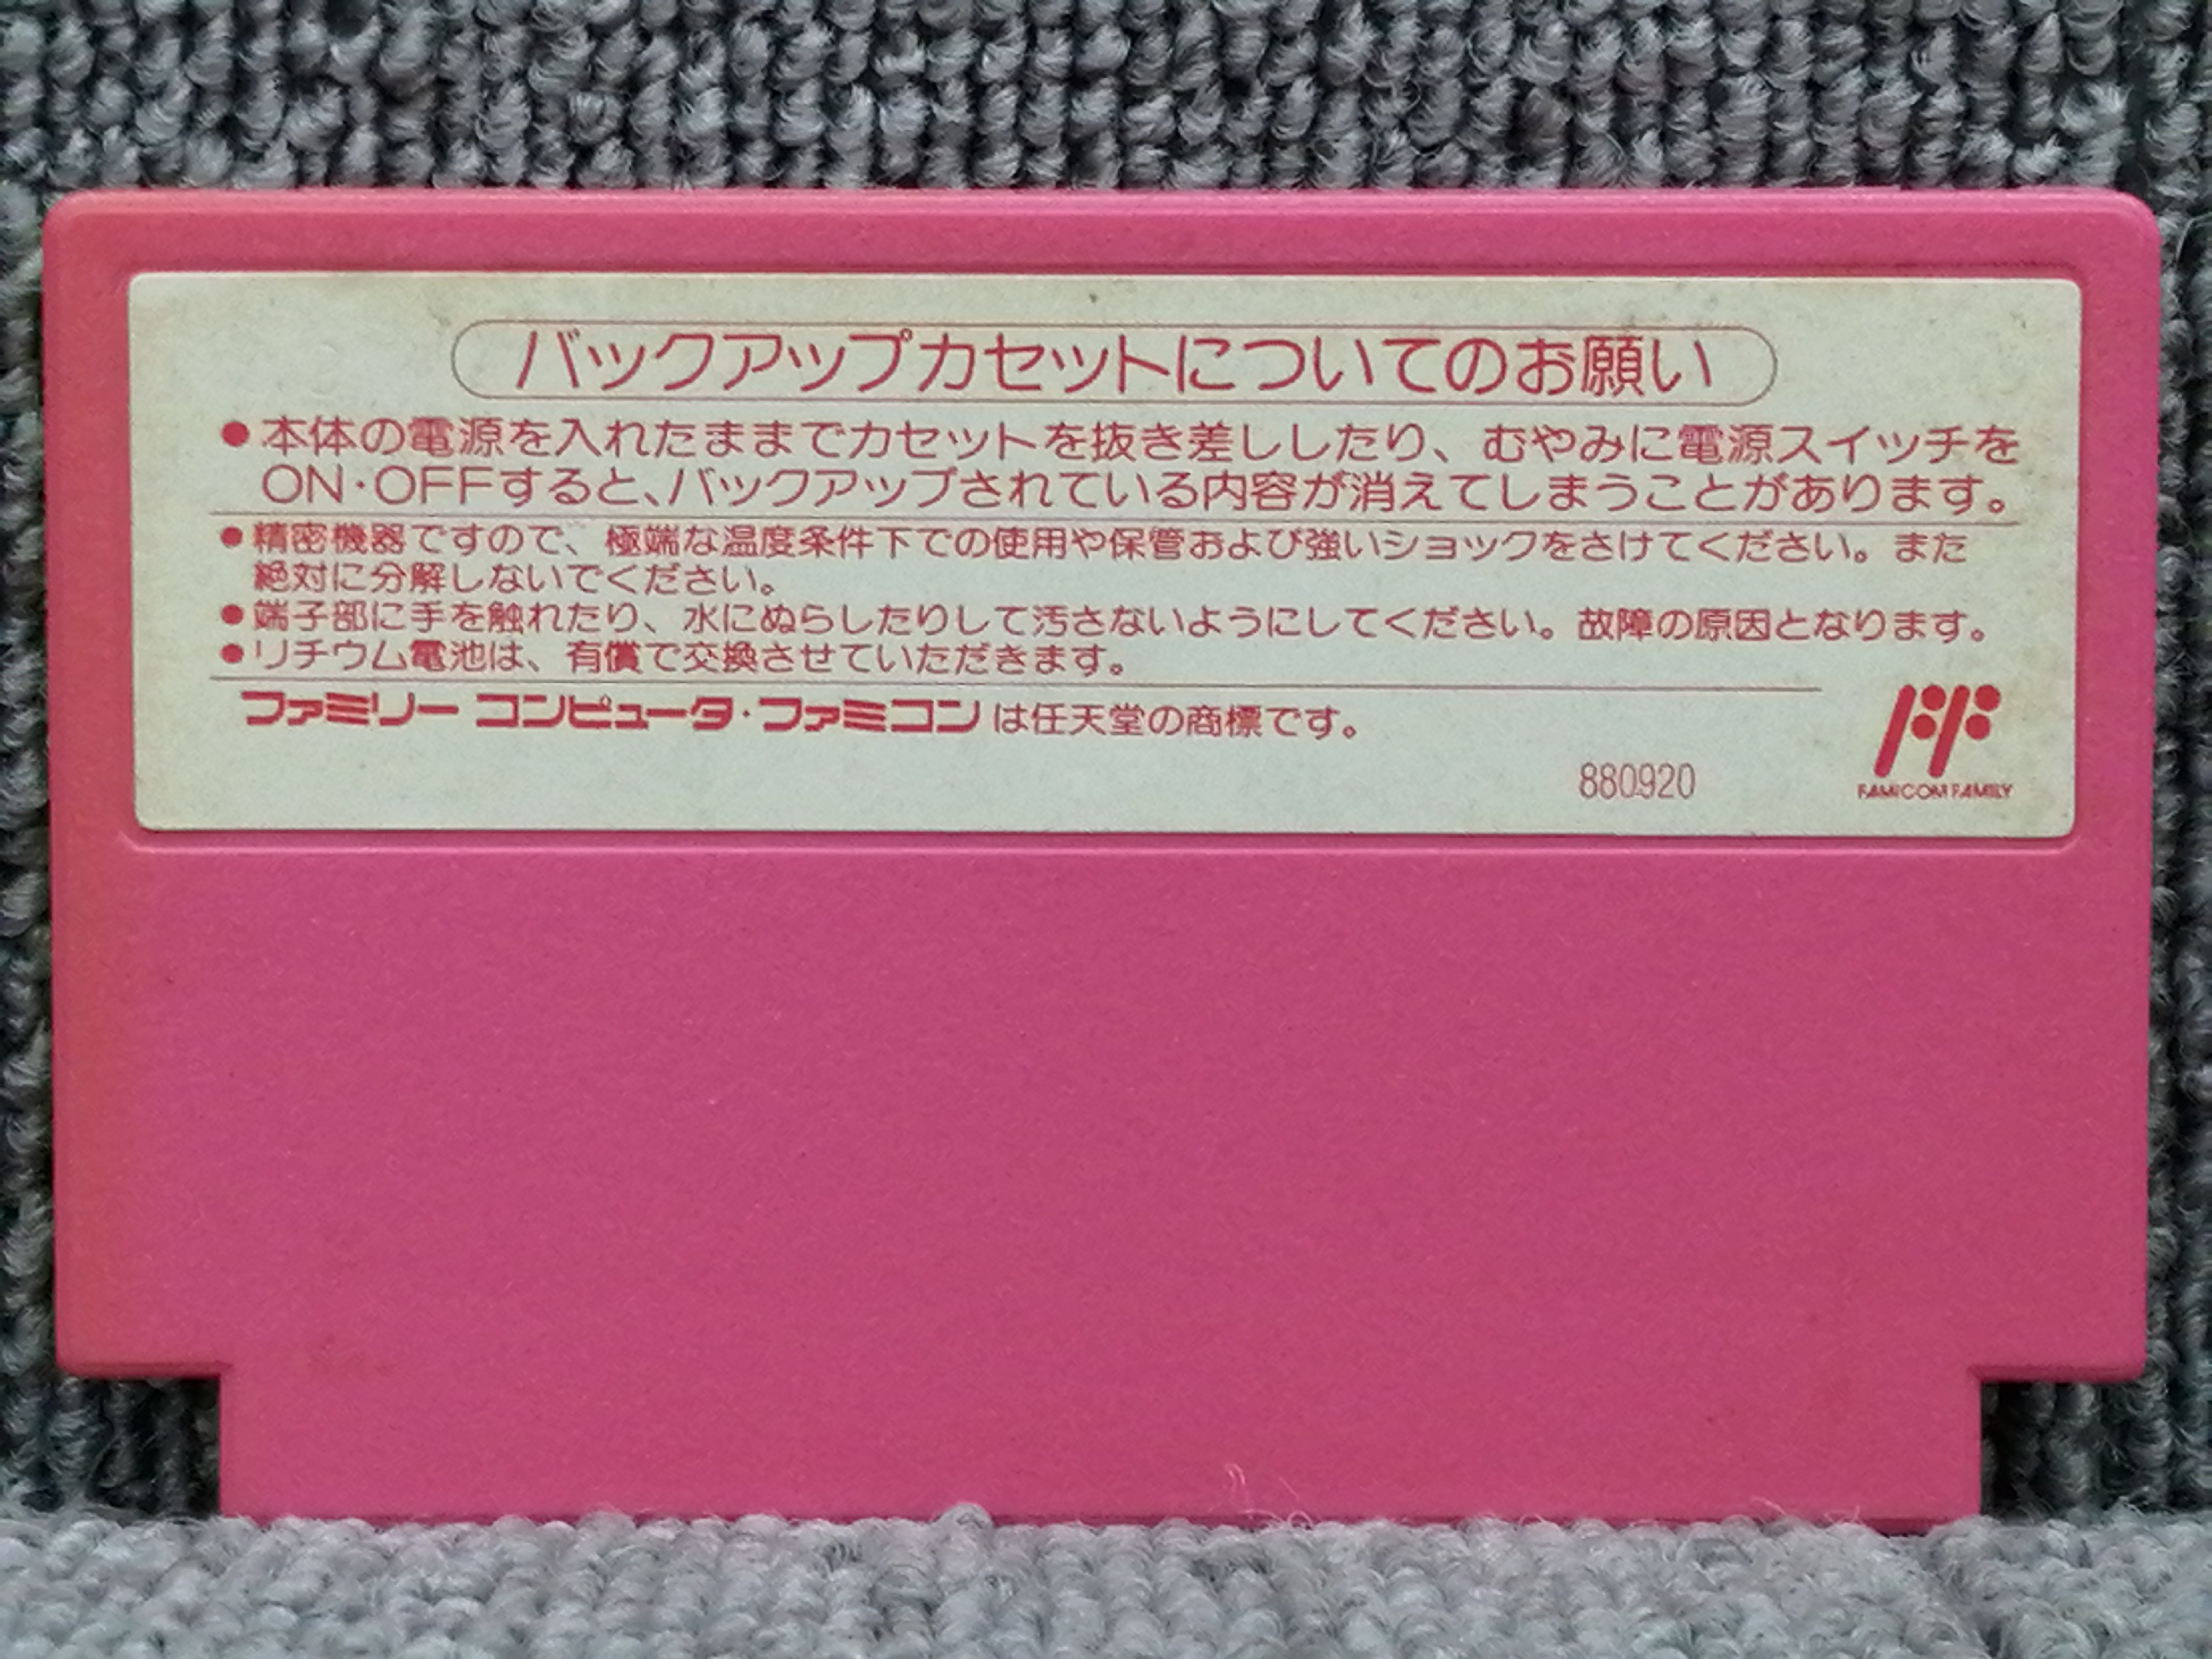 バックアップカセットについてのお願い
●本体の電源を入れたままでカセットを抜き差ししたり、むやみに電源スイッチを
ON・OFFすると、バックアップされている内容が消えてしまうことがあります。
●精密機器ですので、極端な温度条件下での使用や保管および強いショックをさけてください。また
絶対に分解しないでください。
●端子部に手を触れたり、水にぬらしたりして汚さないようにしてください。故障の原因となります。
●リチウム電池は、有償で交換させていただきます。
ファミリー コンピュータ・ファミコンは任天堂の商標です。
880920
FAMICOM FAMILY